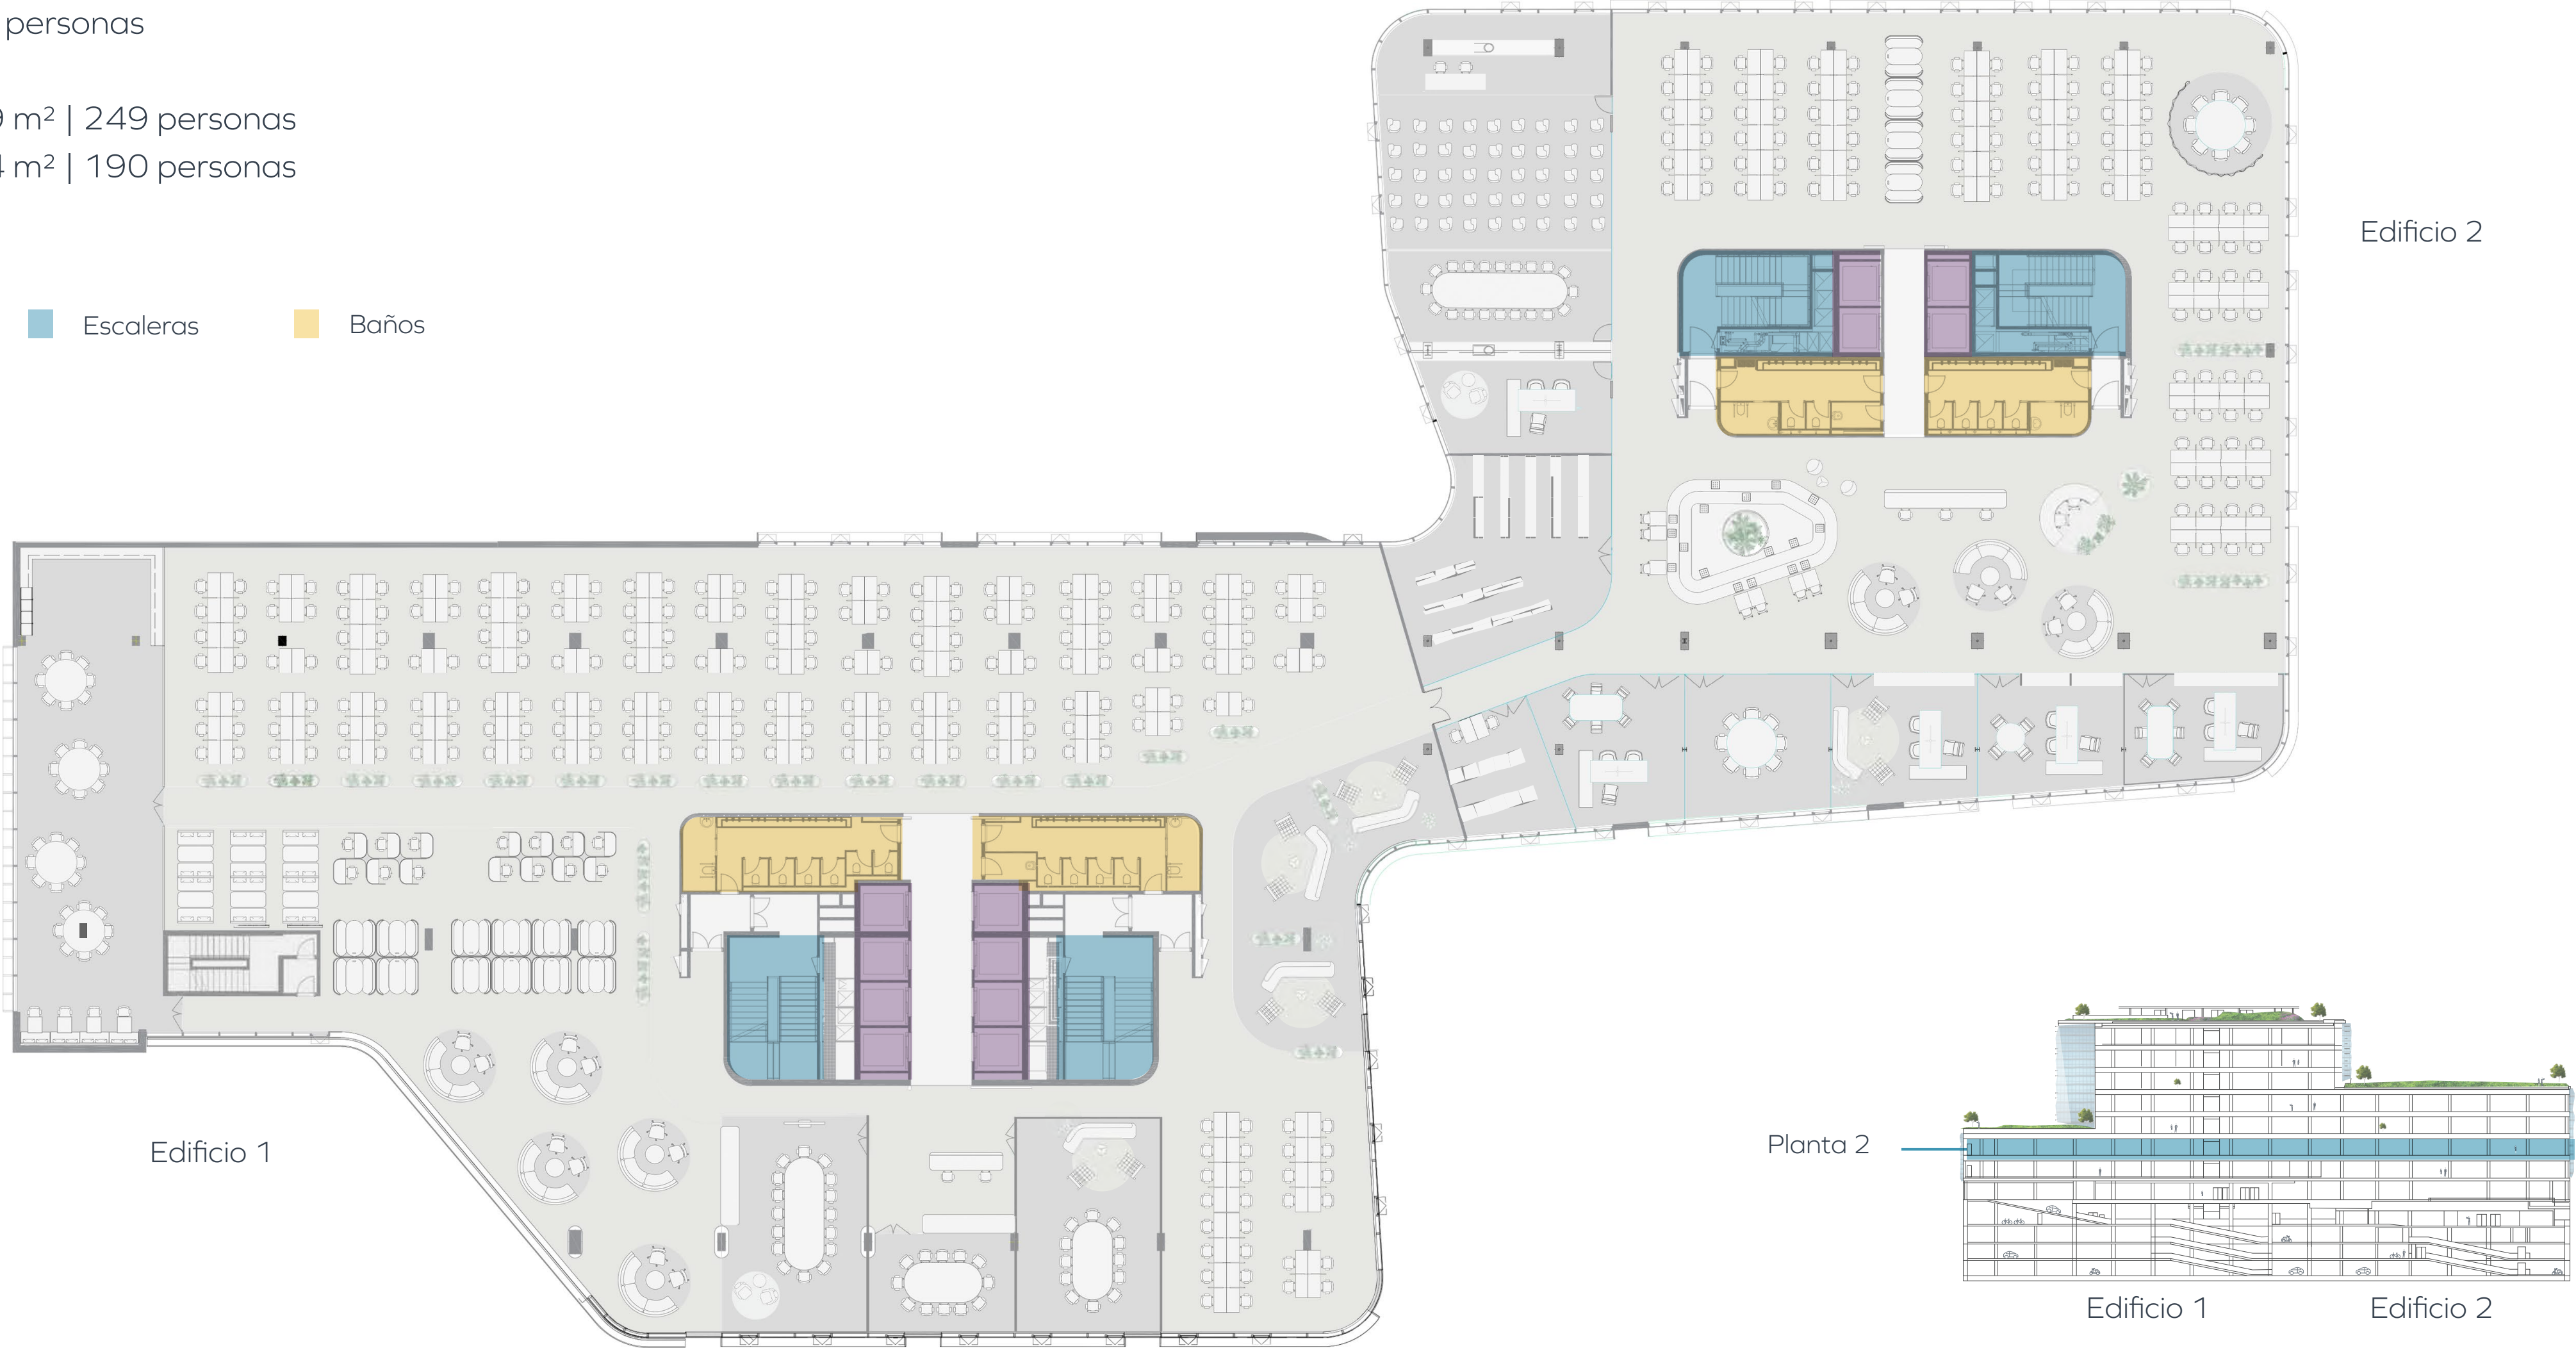 personas
m² | 249 personas
m² | 190 personas
Escaleras
Baños
Edificio 2
Edificio 1
Planta 2
Edificio 1
Edificio 2